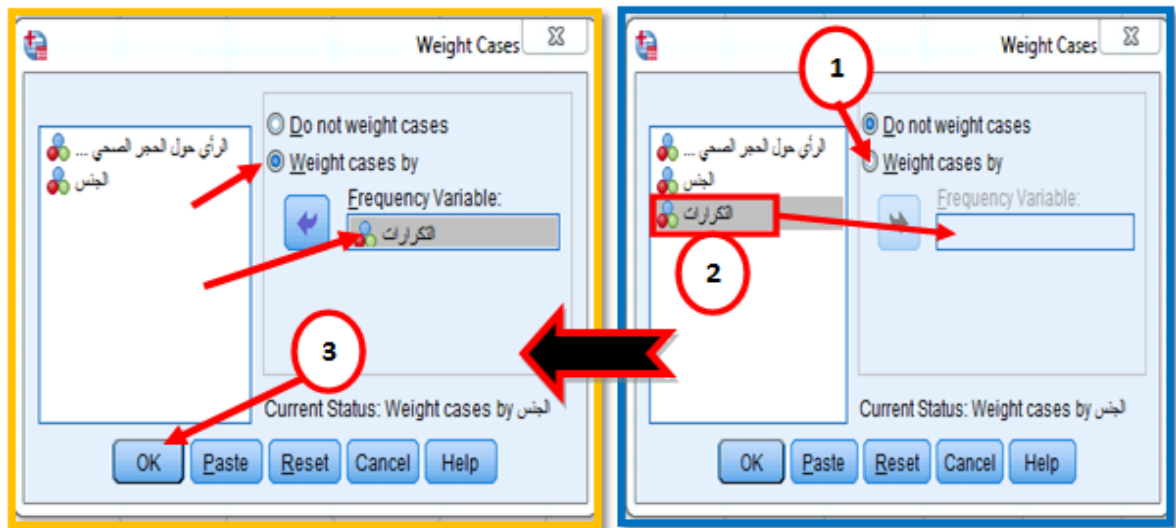 Weight Cases
الرأي حول الحجر الصحي ...
الجنس
Do not weight cases
Weight cases by
Frequency Variable:
التكرارات
3
Current Status: Weight cases by الجنس
OK Paste Reset Cancel Help
Weight Cases
1
الرأي حول الحجر الصحي ...
الجنس
التكرارات
2
Do not weight cases
Weight cases by
Frequency Variable:
Current Status: Weight cases by الجنس
OK Paste Reset Cancel Help